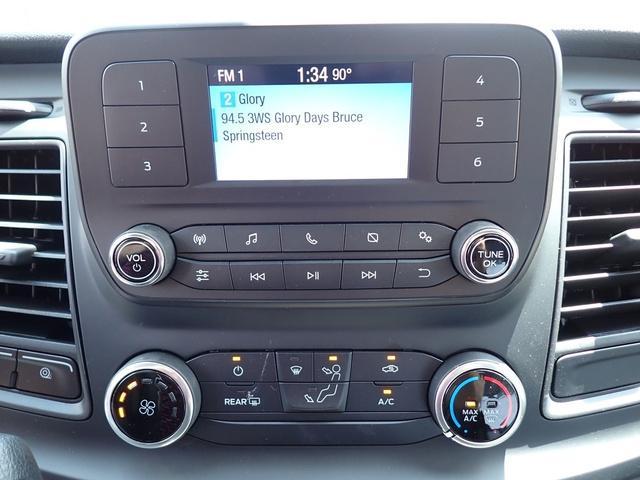 FM 1 1:34 90°
2 Glory
94.5 3WS Glory Days Bruce
Springsteen
1
2
3
4
5
6
VOL
TUNE
OK
REAR
A/C
MAX
A/C
MAX